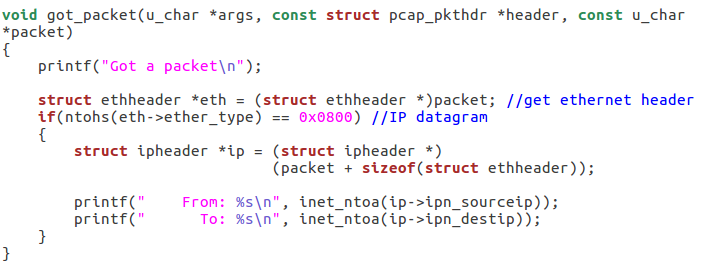 void got_packet(u_char *args, const struct pcap_pkthdr *header, const u_char
*packet)
{
    printf("Got a packet\n");

    struct ethheader *eth = (struct ethheader *)packet; //get ethernet header
    if(ntohs(eth->ether_type) == 0x0800) //IP datagram
    {
        struct ipheader *ip = (struct ipheader *)
                              (packet + sizeof(struct ethheader));

        printf("    From: %s\n", inet_ntoa(ip->ipn_sourceip));
        printf("      To: %s\n", inet_ntoa(ip->ipn_destip));
    }
}